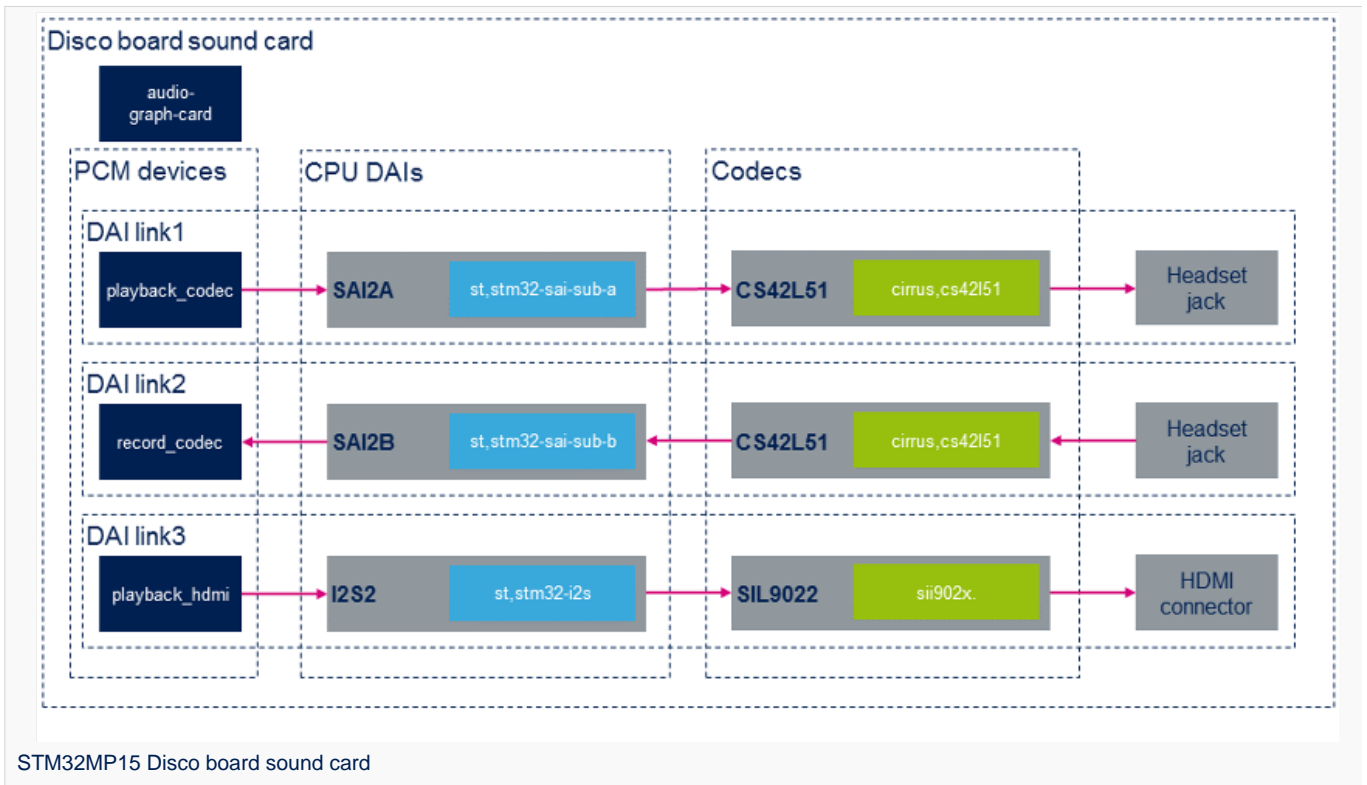 Disco board sound card
audio-
graph-card
PCM devices
CPU DAIs
Codecs
DAI link1
playback_codec
SAI2A
st,stm32-sai-sub-a
CS42L51
cirrus,cs42l51
Headset
jack
DAI link2
record_codec
SAI2B
st,stm32-sai-sub-b
CS42L51
cirrus,cs42l51
Headset
jack
DAI link3
playback_hdmi
I2S2
st,stm32-i2s
SIL9022
sii902x.
HDMI
connector
STM32MP15 Disco board sound card